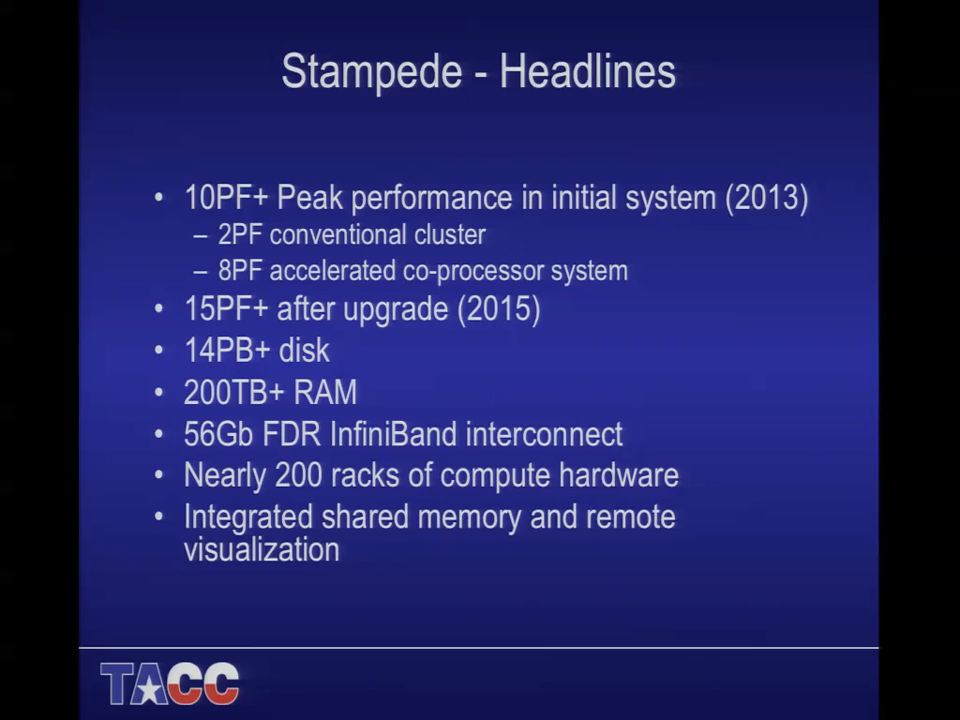 Stampede - Headlines
• 10PF+ Peak performance in initial system (2013)
– 2PF conventional cluster
– 8PF accelerated co-processor system
• 15PF+ after upgrade (2015)
• 14PB+ disk
• 200TB+ RAM
• 56Gb FDR InfiniBand interconnect
• Nearly 200 racks of compute hardware
• Integrated shared memory and remote
visualization
TACC